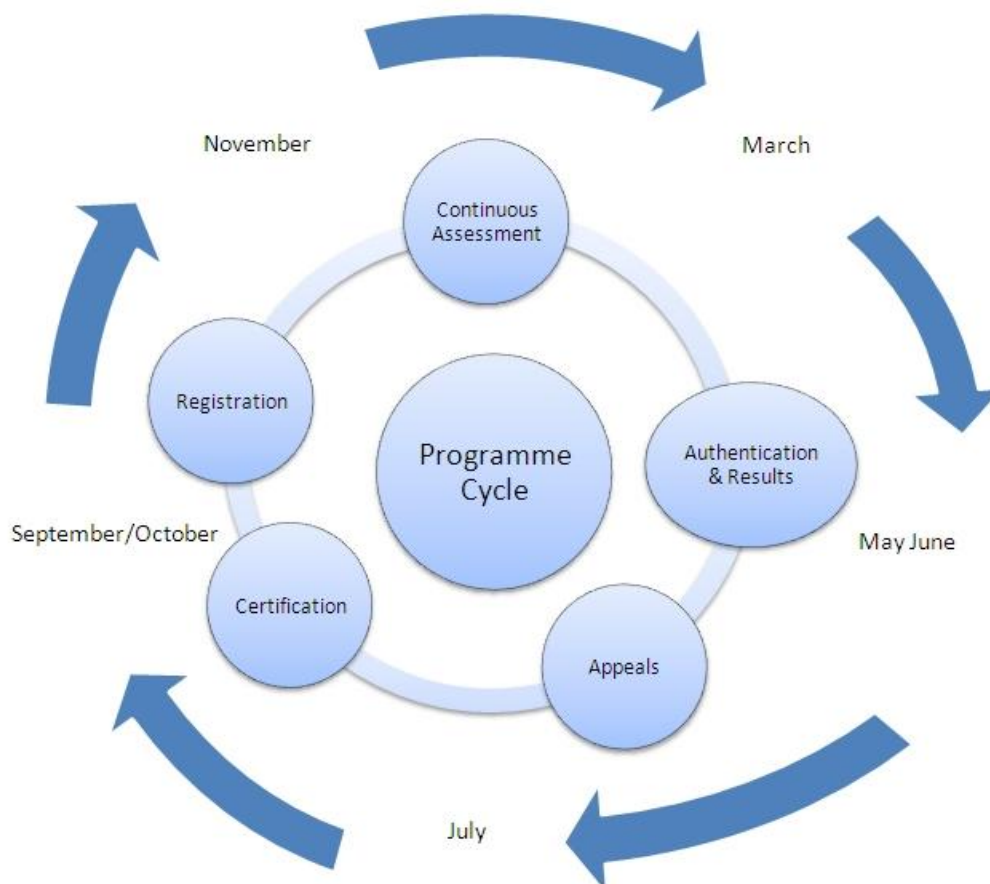 November
March
Continuous
Assessment
Registration
Programme
Cycle
Authentication
& Results
September/October
May June
Certification
Appeals
July